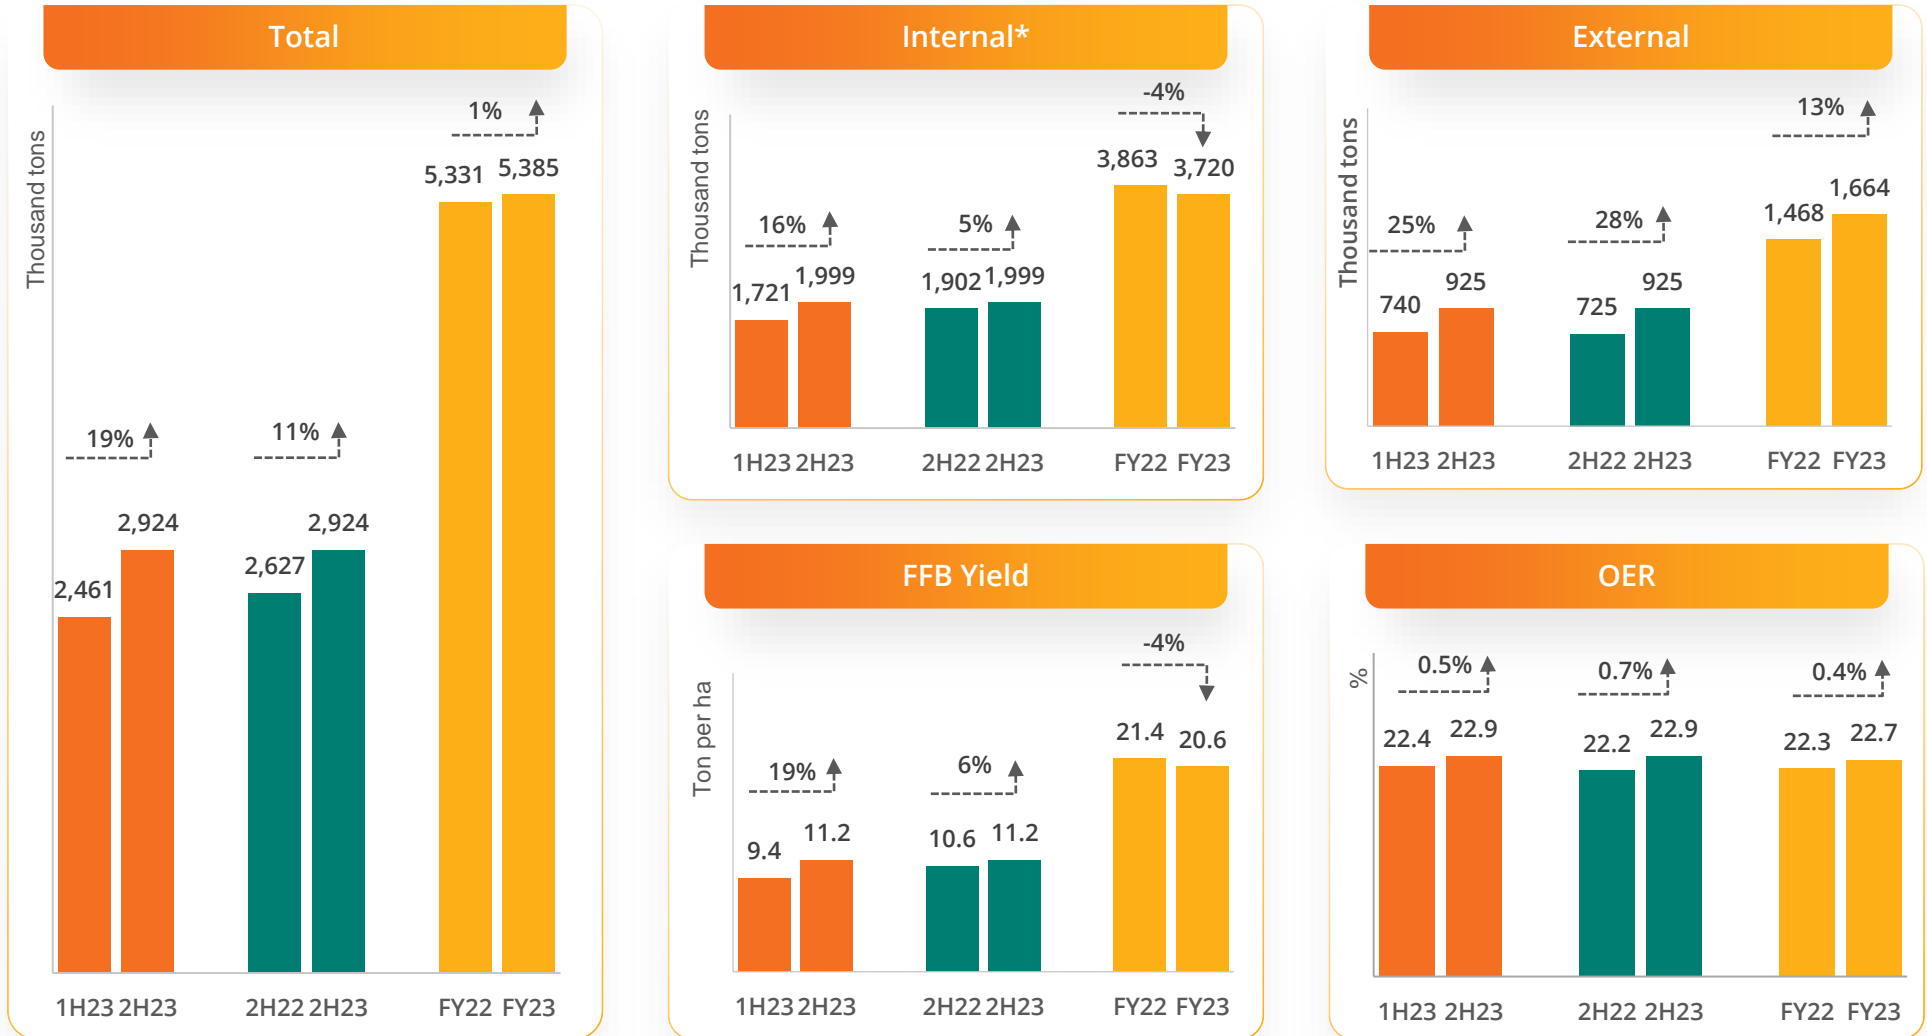 Total
Thousand tons
1%
5,331 5,385
19%
11%
2,461 2,924
2,627 2,924
1H23 2H23 2H22 2H23 FY22 FY23
Internal*
Thousand tons
-4%
3,863 3,720
16%
5%
1,721 1,999
1,902 1,999
1H23 2H23 2H22 2H23 FY22 FY23
External
Thousand tons
13%
1,468 1,664
25%
28%
740 925
725 925
1H23 2H23 2H22 2H23 FY22 FY23
FFB Yield
Ton per ha
-4%
21.4 20.6
19%
6%
9.4 11.2
10.6 11.2
1H23 2H23 2H22 2H23 FY22 FY23
OER
%
0.5% 0.7% 0.4%
22.4 22.9 22.2 22.9 22.3 22.7
1H23 2H23 2H22 2H23 FY22 FY23